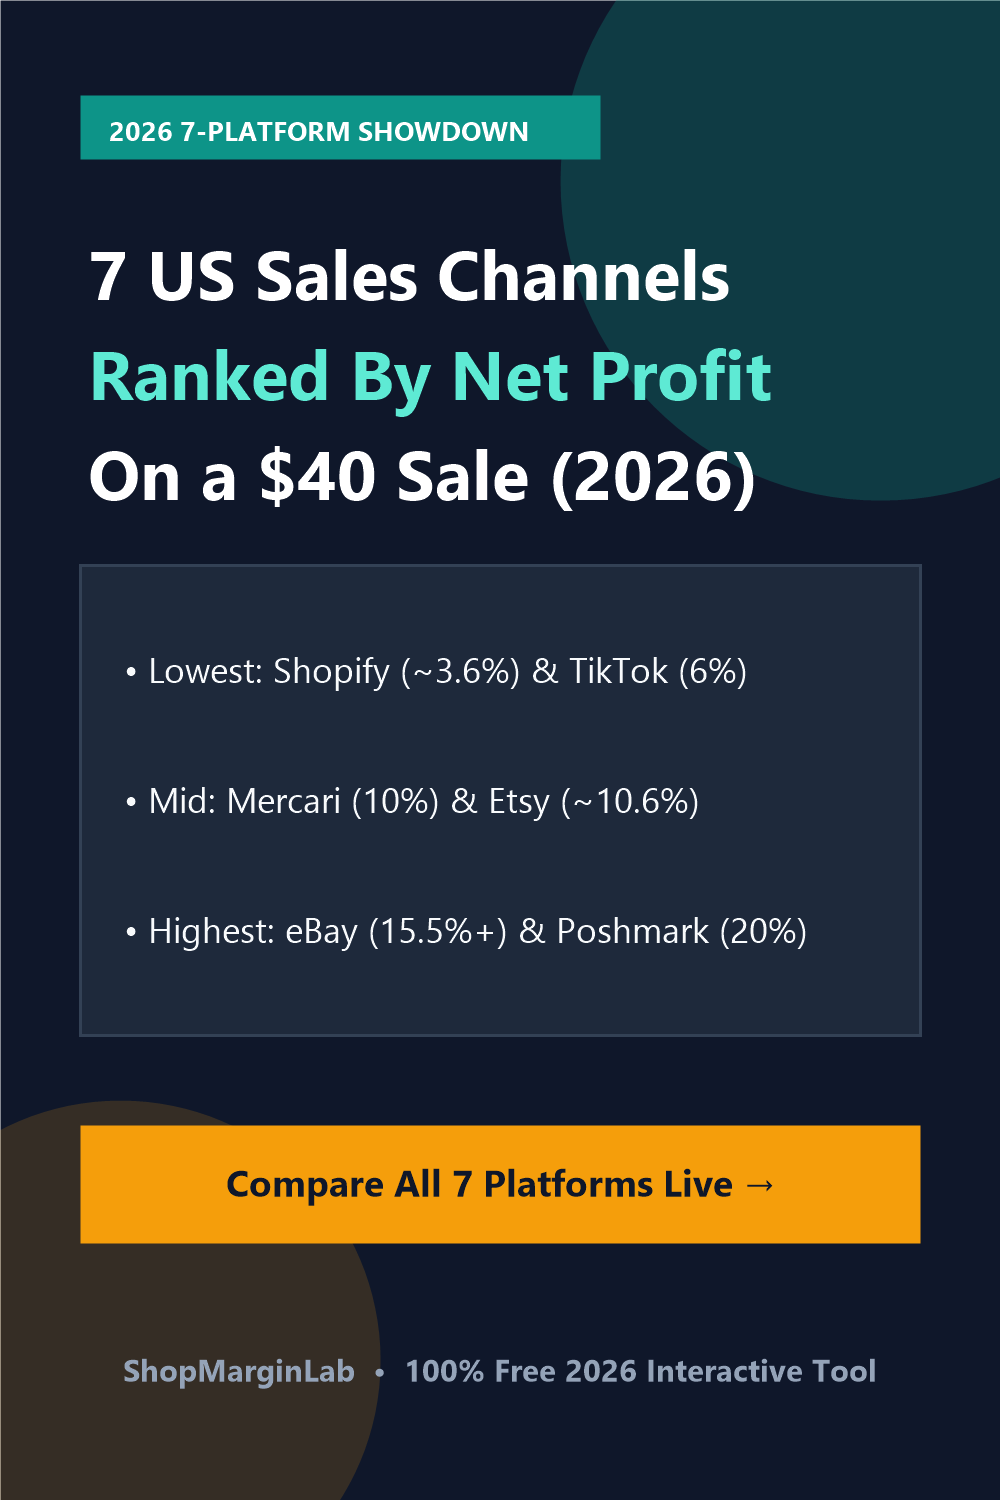 2026 7-PLATFORM SHOWDOWN
7 US Sales Channels
Ranked By Net Profit
On a $40 Sale (2026)
• Lowest: Shopify (~3.6%) & TikTok (6%)
• Mid: Mercari (10%) & Etsy (~10.6%)
• Highest: eBay (15.5%+) & Poshmark (20%)
Compare All 7 Platforms Live →
ShopMarginLab • 100% Free 2026 Interactive Tool